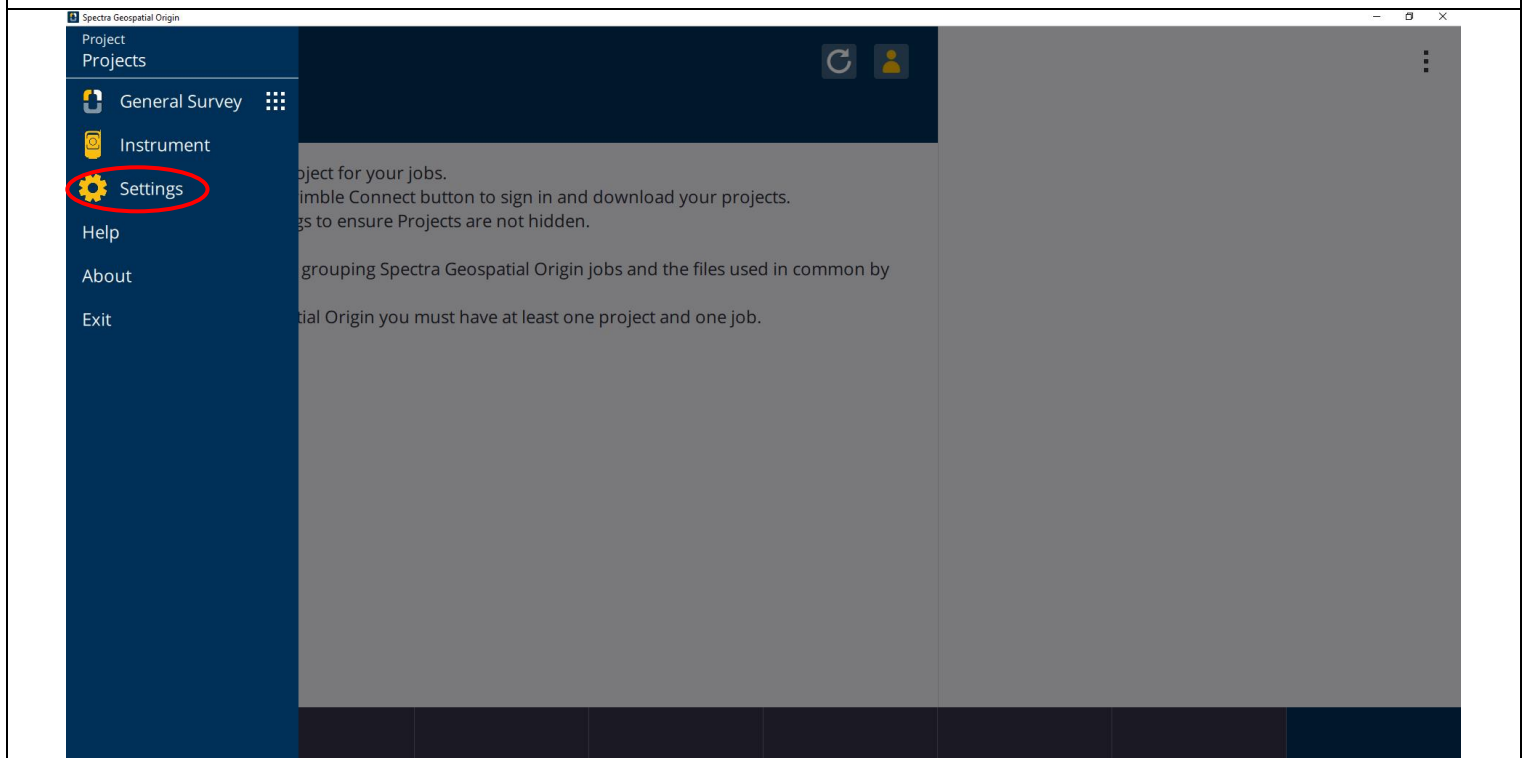 Spectra Geospatial Origin
Project
Projects
General Survey
Instrument
Settings
Help
About
Exit
oject for your jobs.
imble Connect button to sign in and download your projects.
gs to ensure Projects are not hidden.
grouping Spectra Geospatial Origin jobs and the files used in common by
tial Origin you must have at least one project and one job.